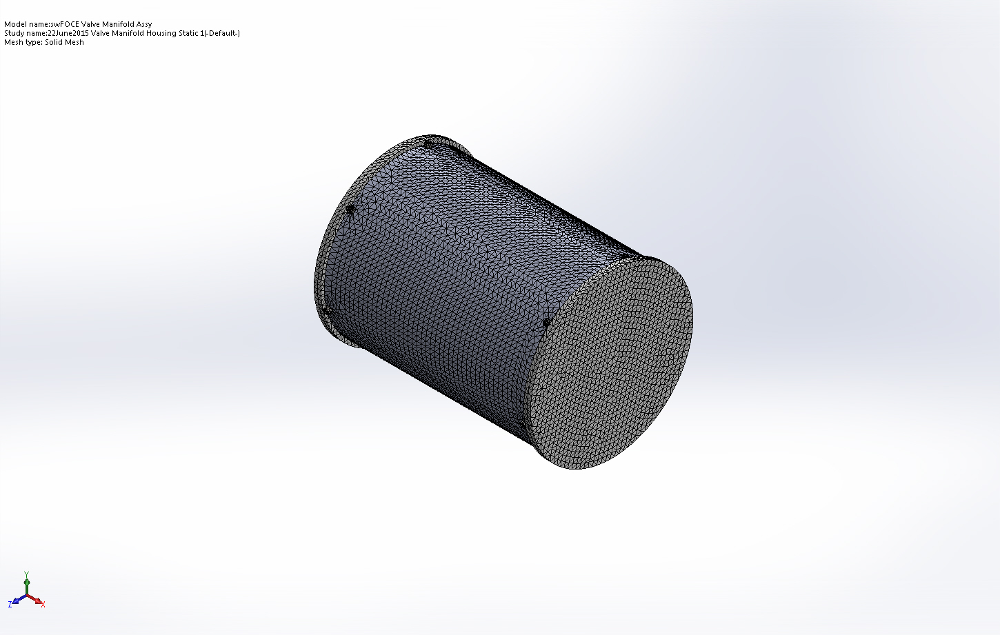 Model name:swFOCE Valve Manifold Assy
Study name:22June2015 Valve Manifold Housing Static 1(-Default-)
Mesh type: Solid Mesh
Y
Z
X